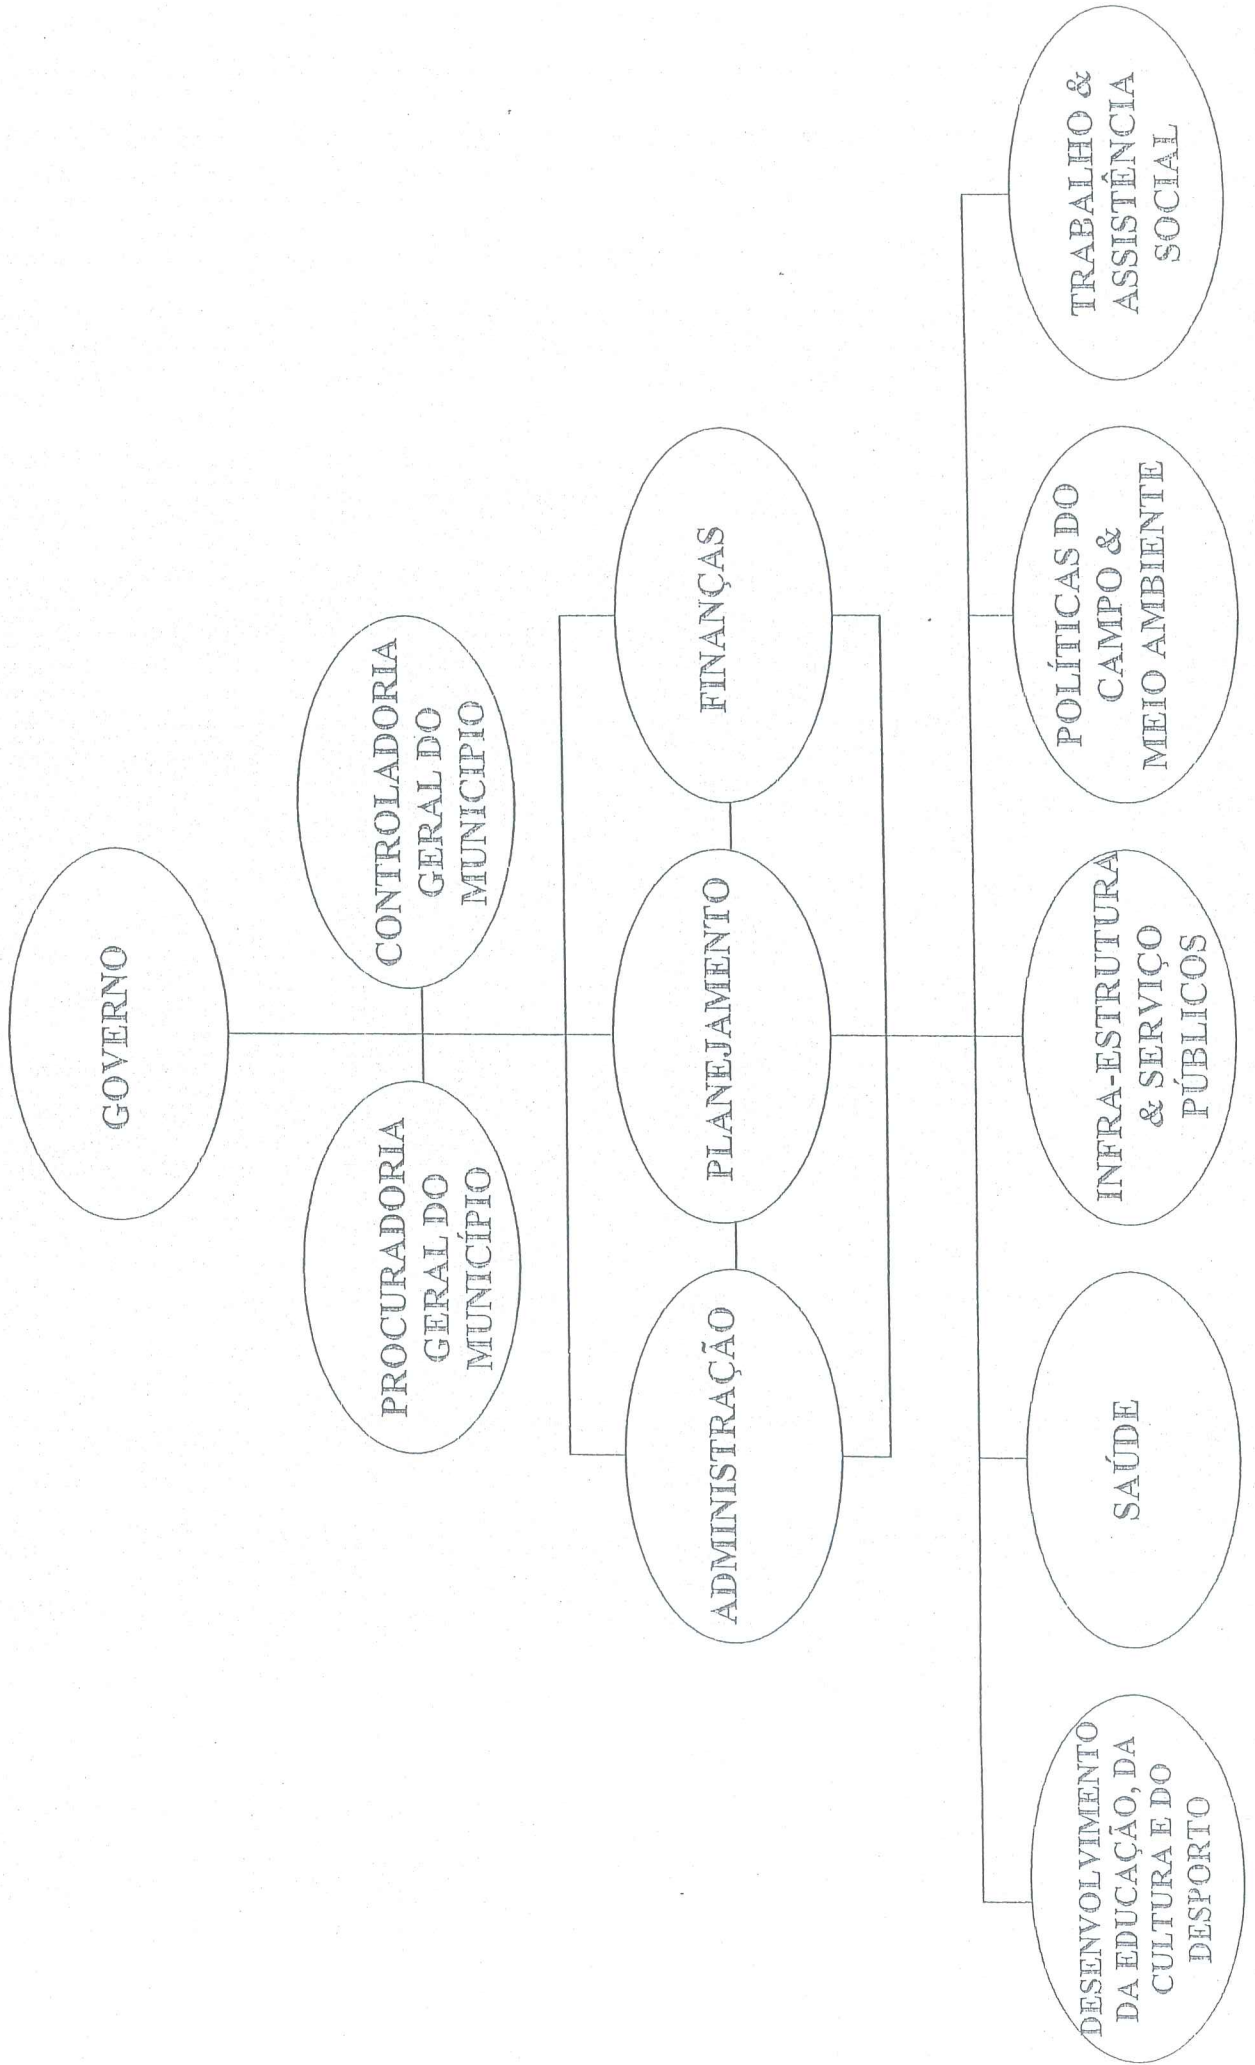 GOVERNO
PROCURADORIA
GERAL DO
MUNICÍPIO
CONTROLADORIA
GERAL DO
MUNICIPIO
ADMINISTRAÇÃO
PLANEJAMENTO
FINANÇAS
DESENVOLVIMENTO
DA EDUCAÇÃO, DA
CULTURA E DO
DESPORTO
SAÚDE
INFRA-ESTRUTURA
& SERVIÇO
PÚBLICOS
POLÍTICAS DO
CAMPO &
MEIO AMBIENTE
TRABALHO &
ASSISTÊNCIA
SOCIAL